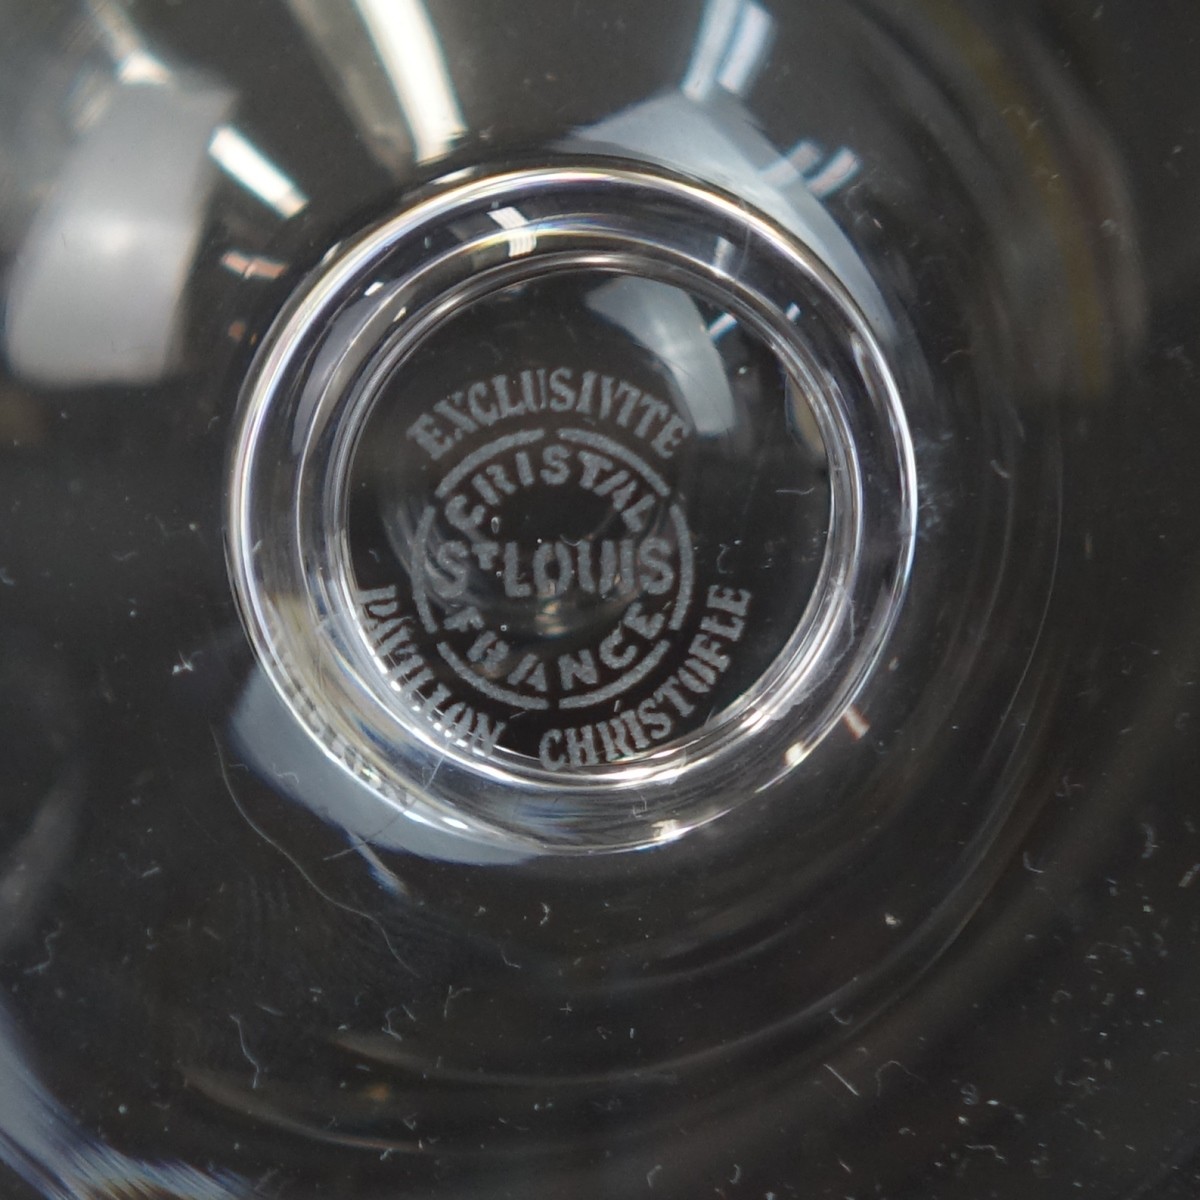 EXCLUSIVITE
CRISTAL
ST LOUIS
FRANCE
PAVILLON CHRISTOFLE